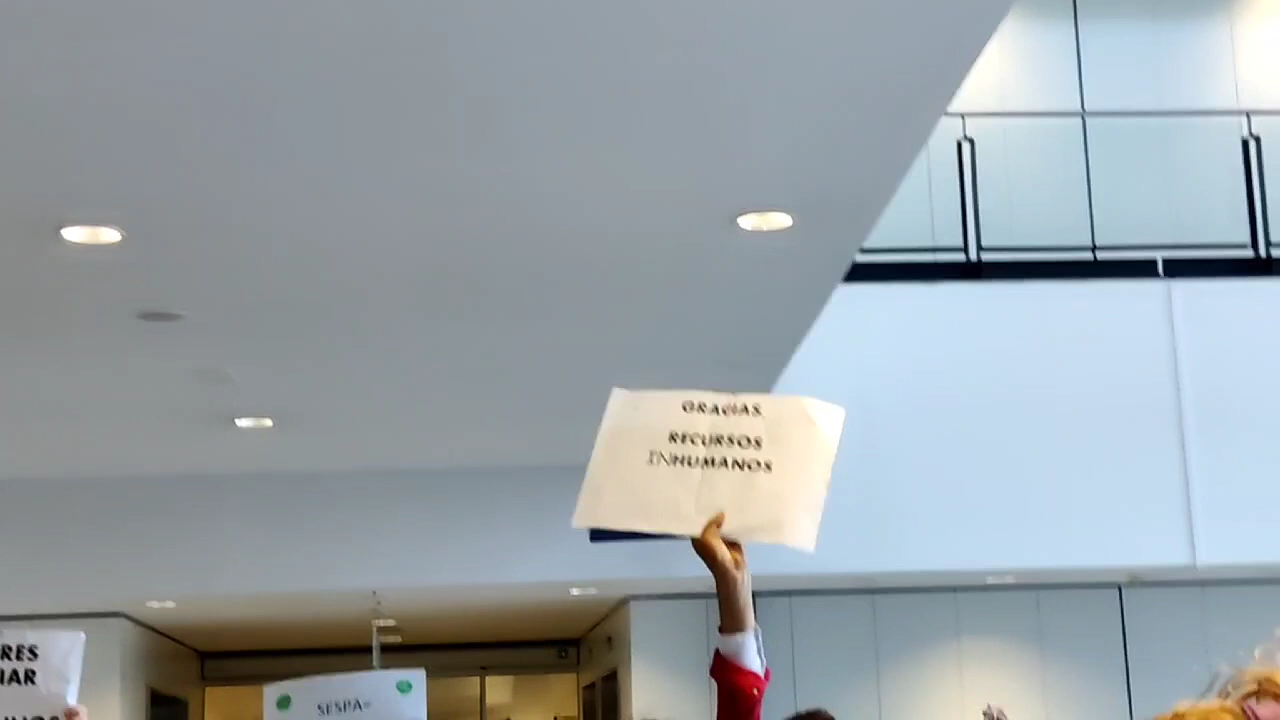 GRACIAS
RECURSOS
INHUMANOS
RES
IAR
SESPA=